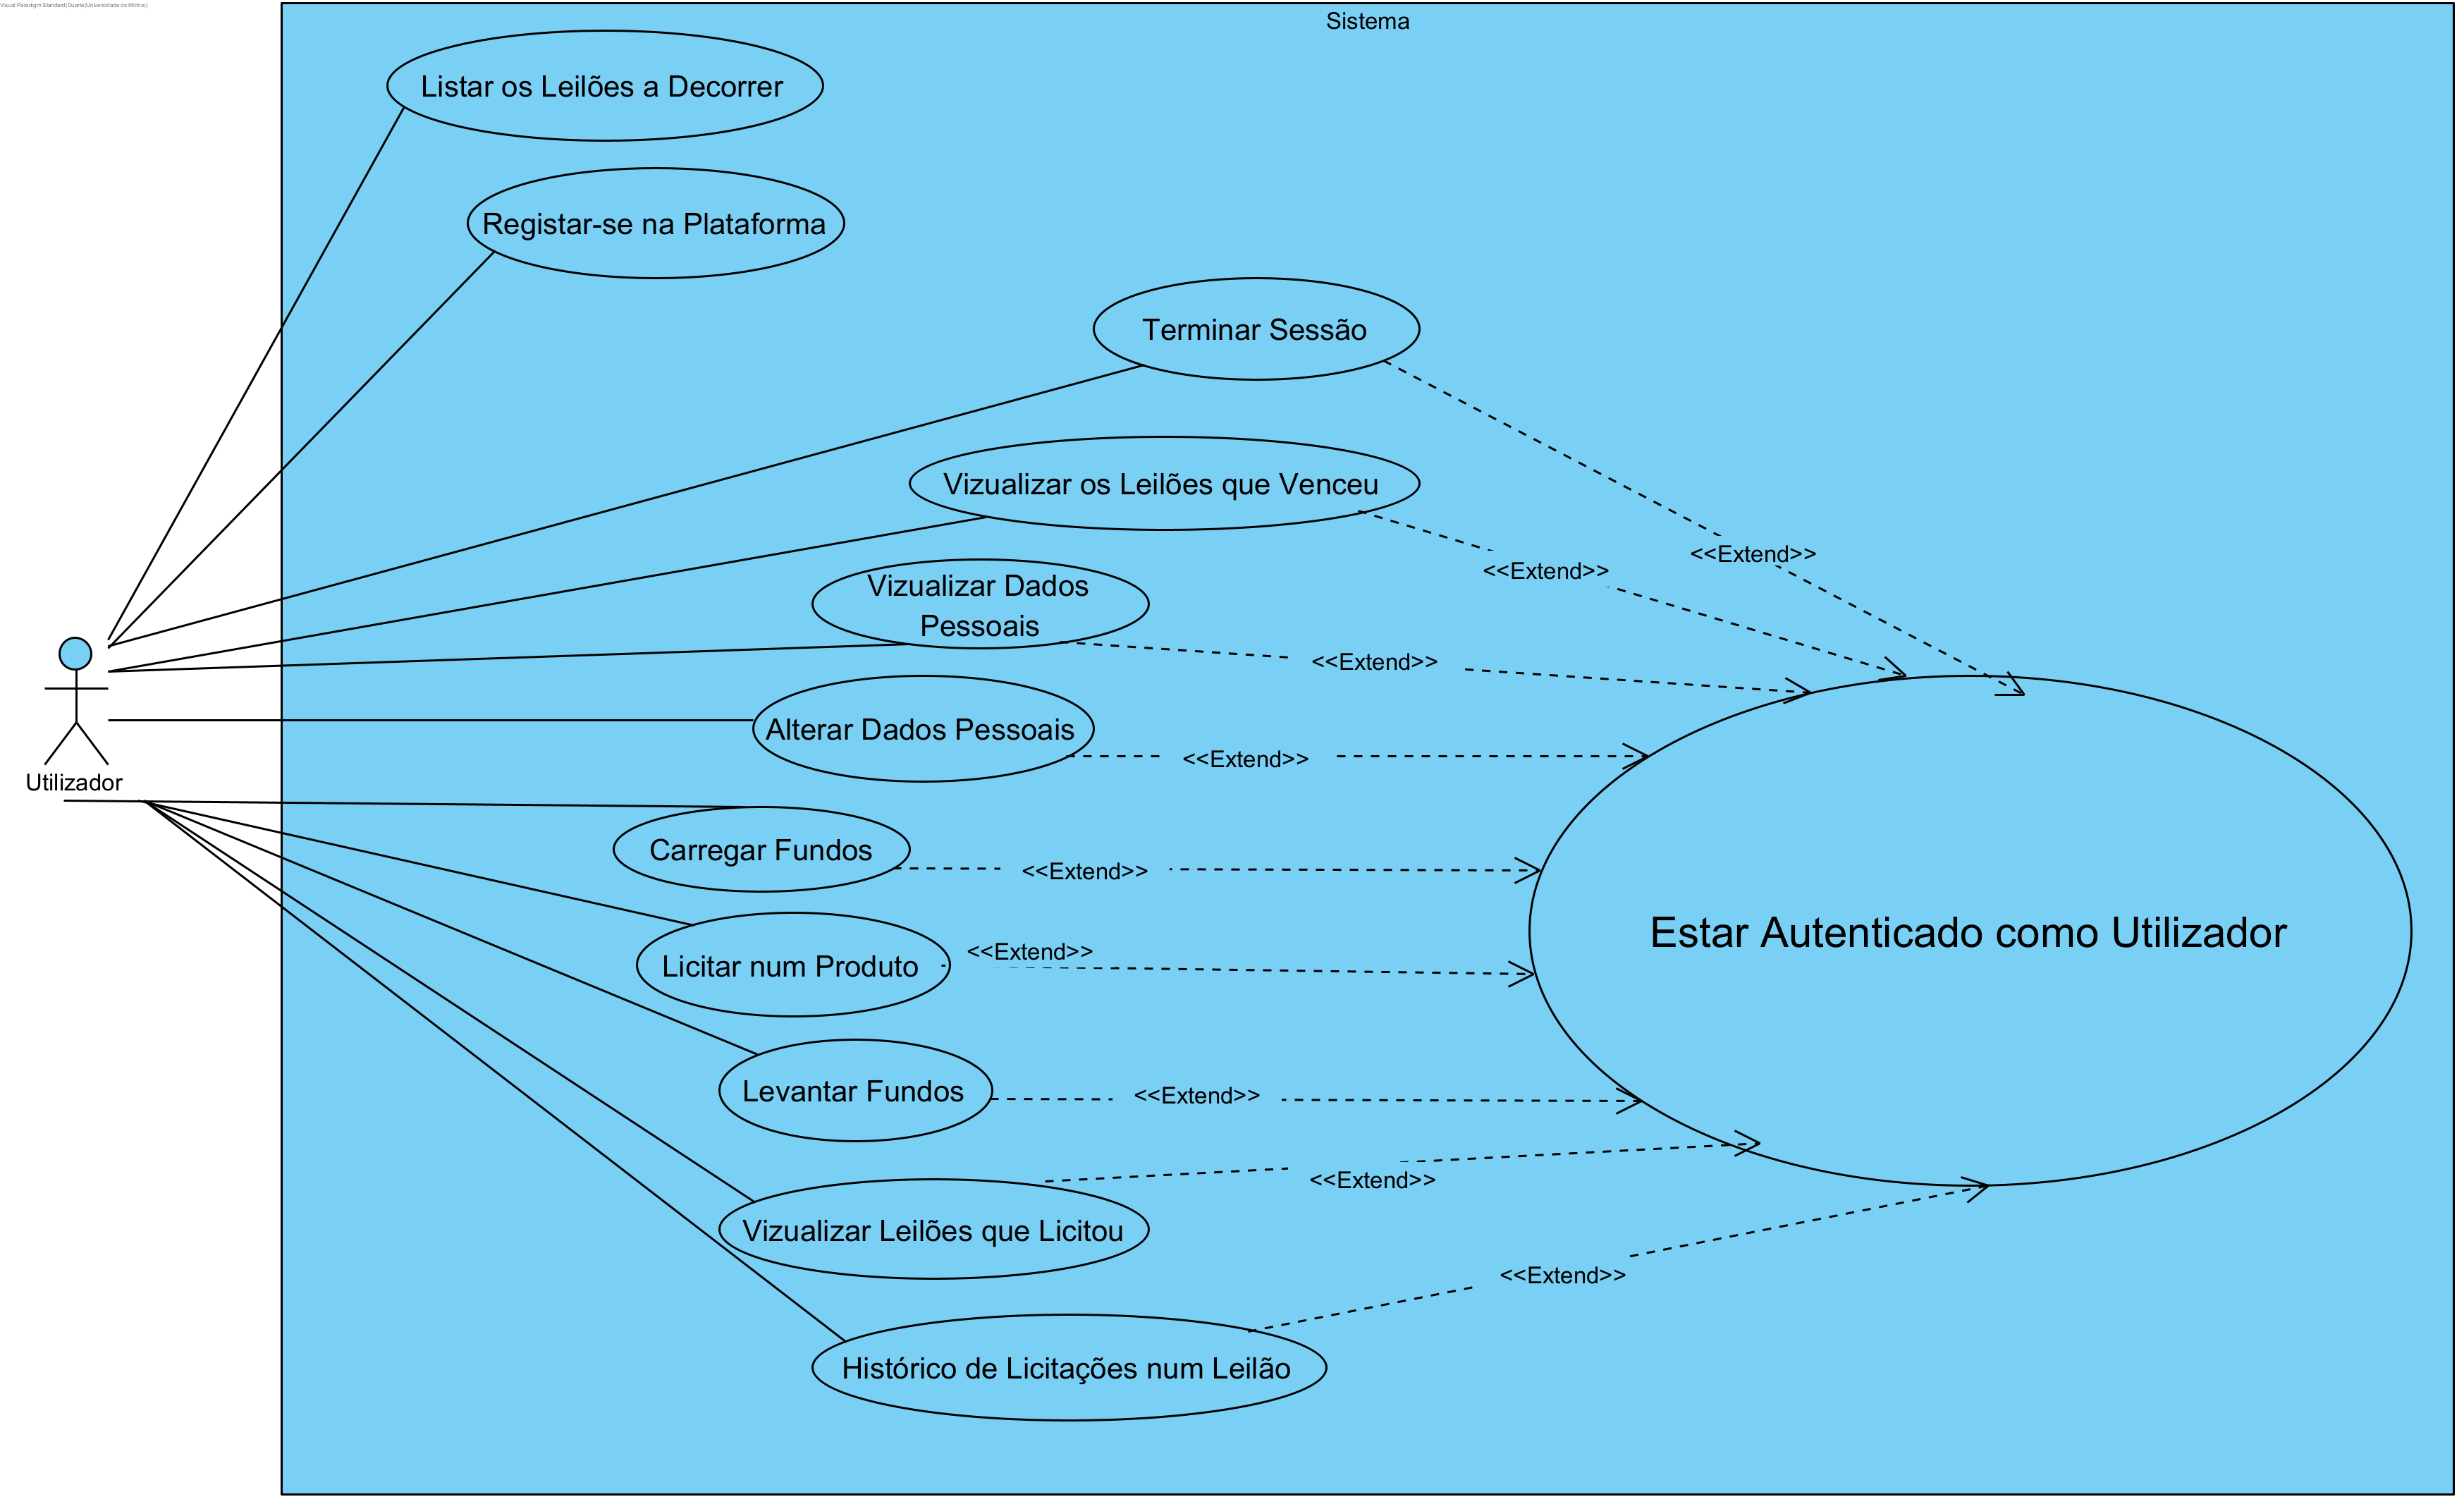 Visual Paradigm Standard(Duarte(Universidade do Minho))
Sistema
Listar os Leilões a Decorrer
Registar-se na Plataforma
Terminar Sessão
Vizualizar os Leilões que Venceu
<<Extend>>
<<Extend>>
Vizualizar Dados
Pessoais
<<Extend>>
Alterar Dados Pessoais
<<Extend>>
Utilizador
Carregar Fundos
<<Extend>>
Estar Autenticado como Utilizador
<<Extend>>
Licitar num Produto
Levantar Fundos
<<Extend>>
<<Extend>>
Vizualizar Leilões que Licitou
<<Extend>>
Histórico de Licitações num Leilão